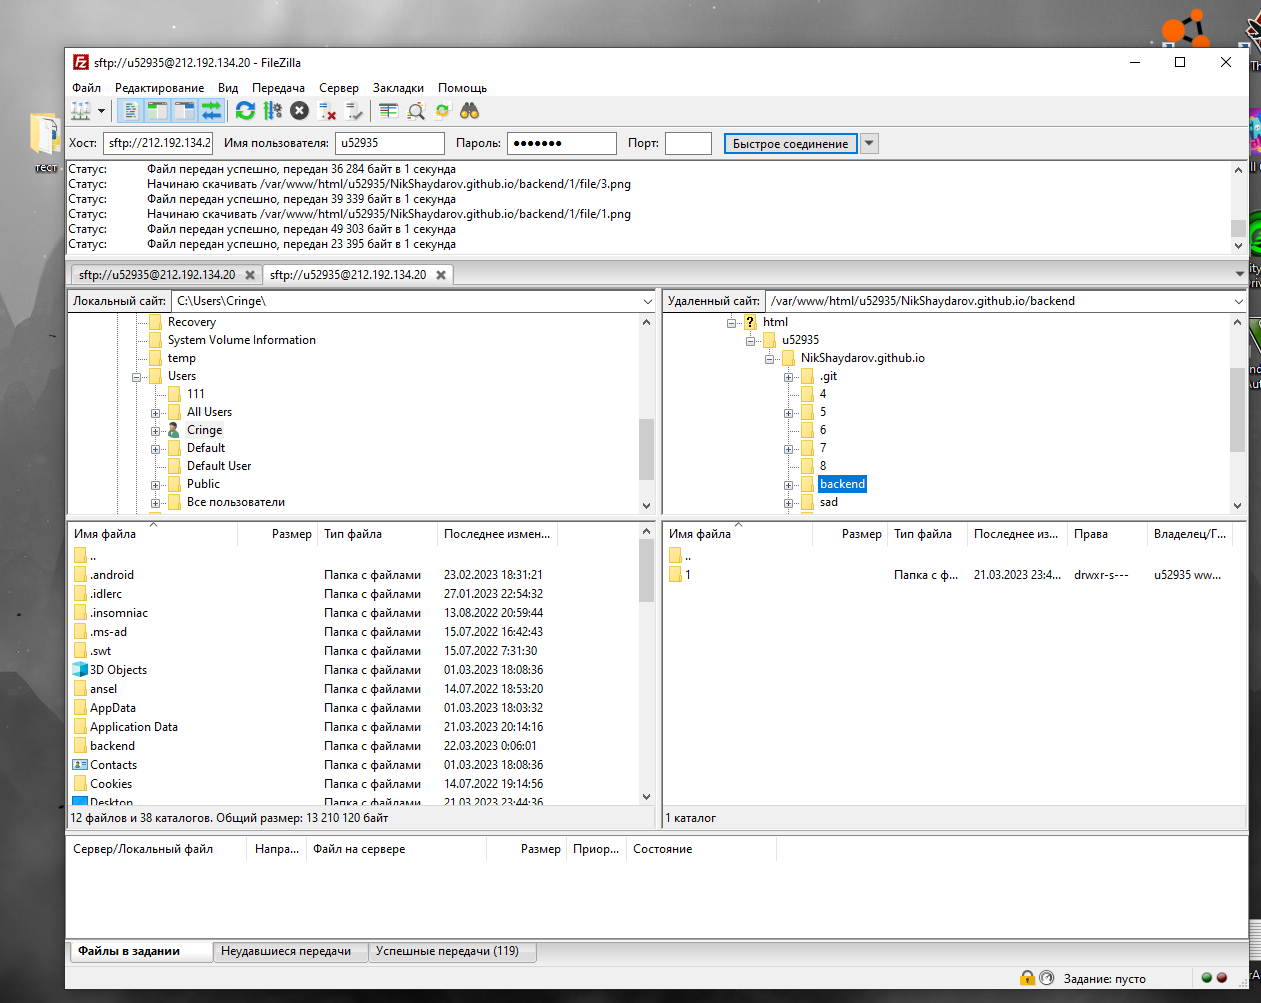 sftp://u52935@212.192.134.20 - FileZilla
Файл Редактирование Вид Передача Сервер Закладки Помощь
Хост: sftp://212.192.134.2 Имя пользователя: u52935 Пароль: ●●●●●●● Порт: Быстрое соединение
тест
Статус: Файл передан успешно, передан 36 284 байт в 1 секунда
Статус: Начинаю скачивать /var/www/html/u52935/NikShaydarov.github.io/backend/1/file/3.png
Статус: Файл передан успешно, передан 39 339 байт в 1 секунда
Статус: Начинаю скачивать /var/www/html/u52935/NikShaydarov.github.io/backend/1/file/1.png
Статус: Файл передан успешно, передан 49 303 байт в 1 секунда
Статус: Файл передан успешно, передан 23 395 байт в 1 секунда
sftp://u52935@212.192.134.20 sftp://u52935@212.192.134.20
Локальный сайт: C:\Users\Cringe\
Recovery
System Volume Information
temp
Users
111
All Users
Cringe
Default
Default User
Public
Все пользователи
Удаленный сайт: /var/www/html/u52935/NikShaydarov.github.io/backend
html
u52935
NikShaydarov.github.io
.git
4
5
6
7
8
backend
sad
Имя файла Размер Тип файла Последнее измен...
..
.android Папка с файлами 23.02.2023 18:31:21
.idlerc Папка с файлами 27.01.2023 22:54:32
.insomniac Папка с файлами 13.08.2022 20:59:44
.ms-ad Папка с файлами 15.07.2022 16:42:43
.swt Папка с файлами 15.07.2022 7:31:30
3D Objects Папка с файлами 01.03.2023 18:08:36
ansel Папка с файлами 14.07.2022 18:53:20
AppData Папка с файлами 01.03.2023 18:03:32
Application Data Папка с файлами 21.03.2023 20:14:16
backend Папка с файлами 22.03.2023 0:06:01
Contacts Папка с файлами 01.03.2023 18:08:36
Cookies Папка с файлами 14.07.2022 19:14:56
Desktop Папка с файлами 21.03.2023 23:44:36
12 файлов и 38 каталогов. Общий размер: 13 210 120 байт
Имя файла Размер Тип файла Последнее из... Права Владелец/Г...
..
1 Папка с ф... 21.03.2023 23:4... drwxr-s--- u52935 ww...
1 каталог
Сервер/Локальный файл Напра... Файл на сервере Размер Приор... Состояние
Файлы в задании Неудавшиеся передачи Успешные передачи (119)
Задание: пусто